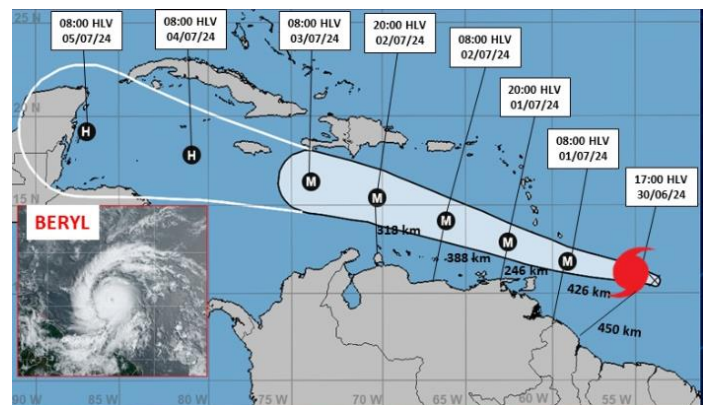 08:00 HLV
05/07/24
08:00 HLV
04/07/24
08:00 HLV
03/07/24
20:00 HLV
02/07/24
08:00 HLV
02/07/24
20:00 HLV
01/07/24
08:00 HLV
01/07/24
17:00 HLV
30/06/24
25 N
20 N
15 N
H
H
M
M
M
M
M
318 km
388 km
246 km
426 km
450 km
BERYL
90 W
85 W
80 W
75 W
70 W
65 W
60 W
55 W